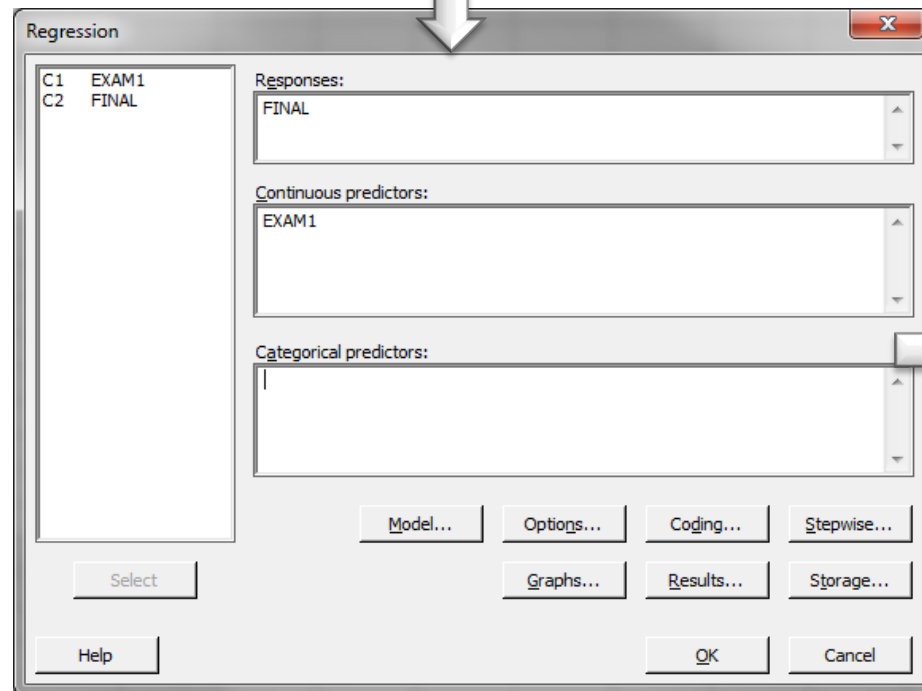 Regression
C1 EXAM1
C2 FINAL
Responses:
FINAL
Continuous predictors:
EXAM1
Categorical predictors:
Model...
Options...
Coding...
Stepwise...
Select
Graphs...
Results...
Storage...
Help
OK
Cancel